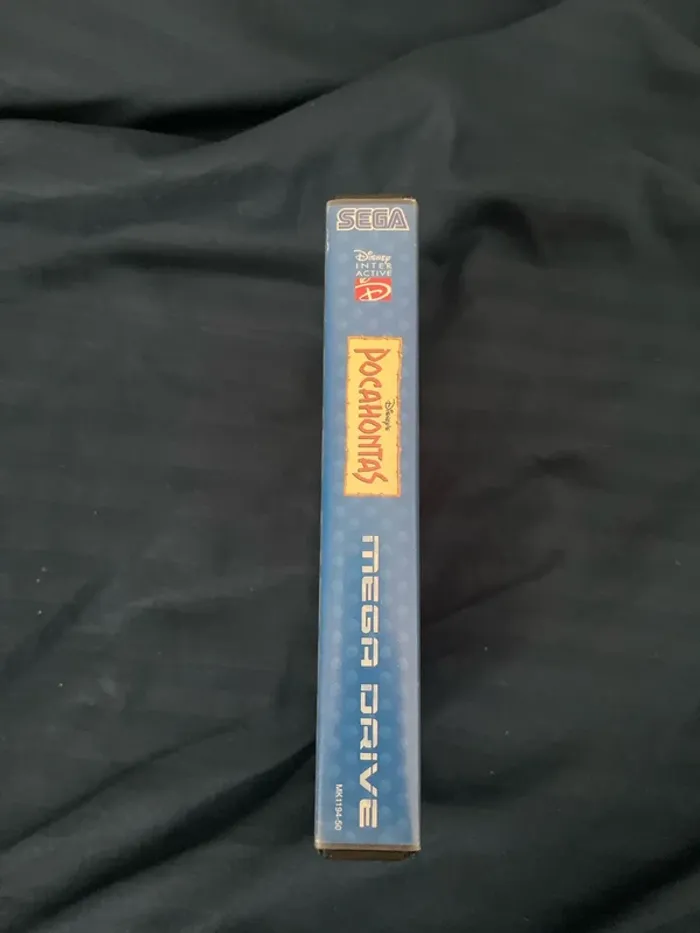 SEGA
Disney
INTER
ACTIVE
D
Disney's
POCAHONTAS
MEGA DRIVE
MK1194-50